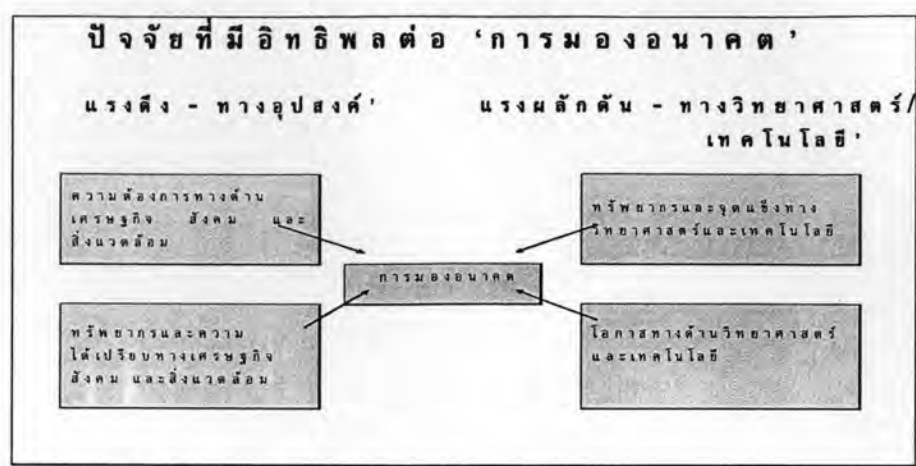 ปัจจัยที่มีอิทธิพลต่อ ‘การมองอนาคต’
แรงดึง - ทางอุปสงค์’
แรงผลักดัน - ทางวิทยาศาสตร์/
เทคโนโลยี’
ความต้องการทางด้าน
เศรษฐกิจ สังคม และ
สิ่งแวดล้อม
ทรัพยากรและจุดแข็งทาง
วิทยาศาสตร์และเทคโนโลยี
การมองอนาคต
ทรัพยากรและความ
ได้เปรียบทางเศรษฐกิจ
สังคม และสิ่งแวดล้อม
โอกาสทางด้านวิทยาศาสตร์
และเทคโนโลยี